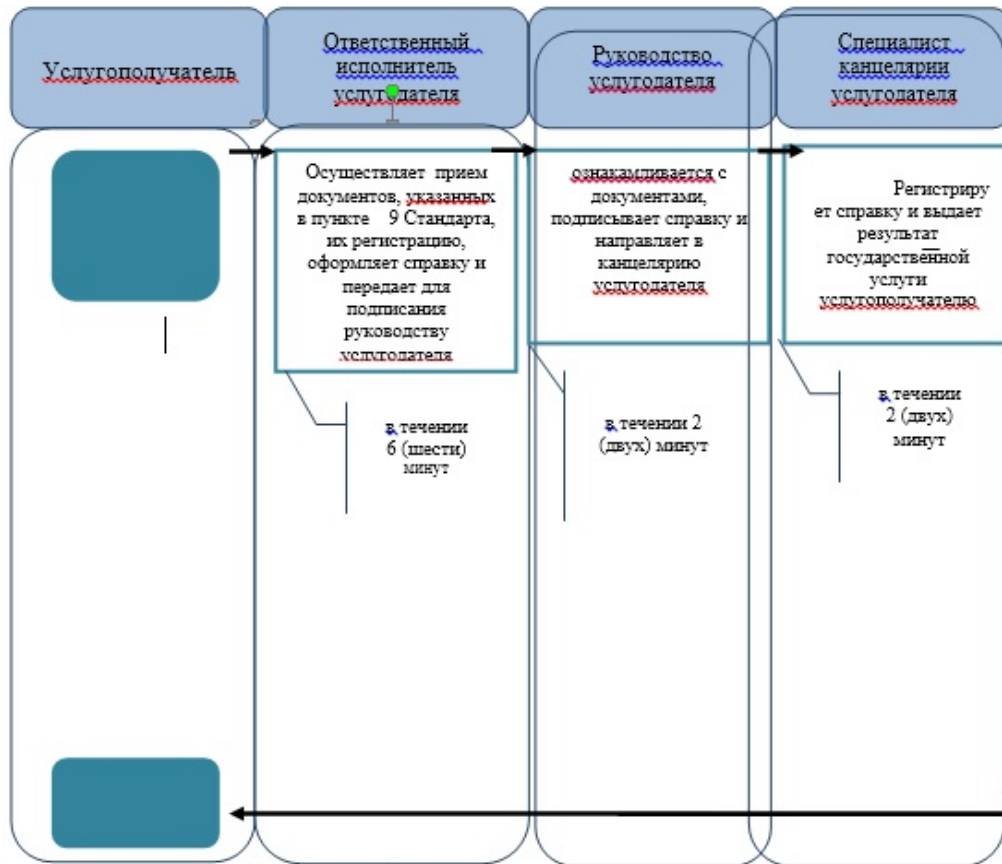 Услугополучатель
Ответственный
исполнитель
услугодателя
Руководство
услугодателя
Специалист
канцелярии
услугодателя
Осуществляет прием
документов, указанных
в пункте 9 Стандарта,
их регистрацию,
оформляет справку и
передает для
подписания
руководству
услугодателя
ознакамливается с
документами,
подписывает справку и
направляет в
канцелярию
услугодателя
Регистриру
ет справку и выдает
результат
государственной
услуги
услугополучателю
в течении
6 (шести)
минут
в течении 2
(двух) минут
в течении
2 (двух)
минут